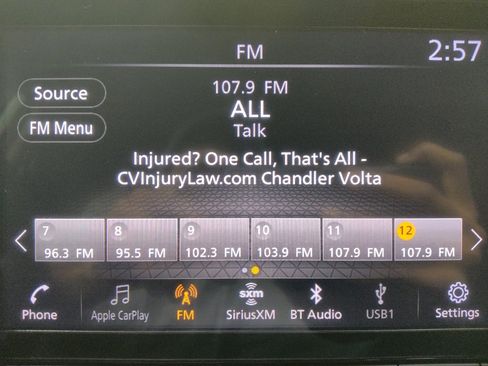 FM
2:57
Source
107.9 FM
ALL
FM Menu
Talk
Injured? One Call, That's All -
CVInjuryLaw.com Chandler Volta
7 8 9 10 11 12
96.3 FM 95.5 FM 102.3 FM 103.9 FM 107.9 FM 107.9 FM
sxm
Phone Apple CarPlay FM SiriusXM BT Audio USB1 Settings